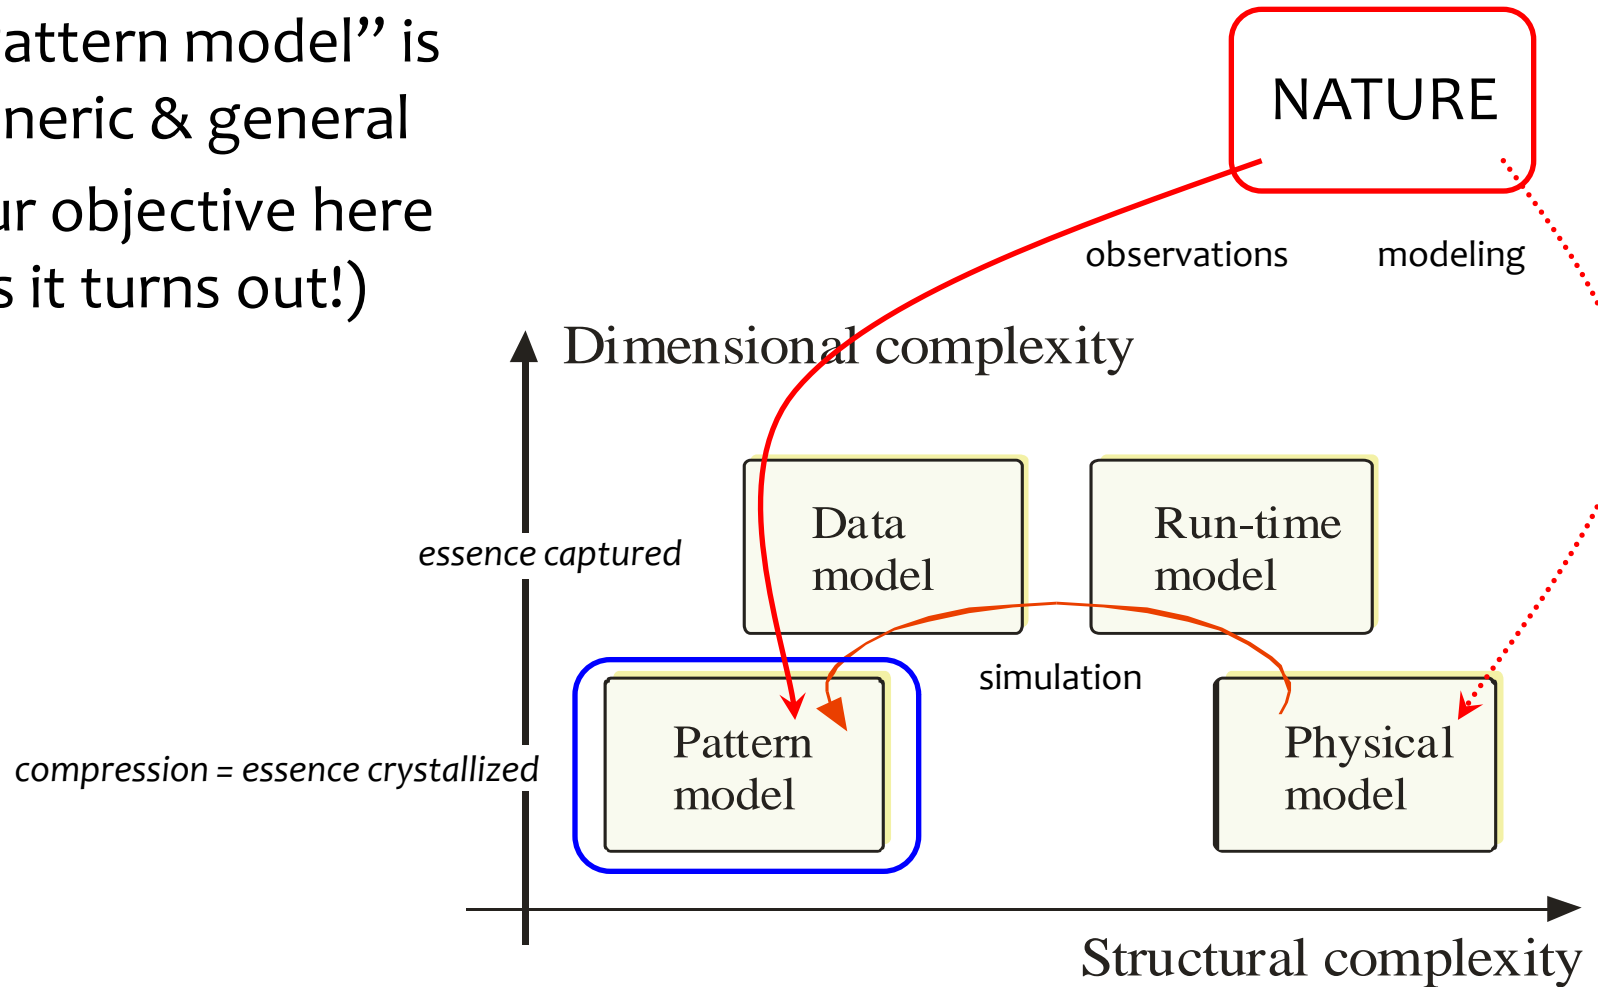 attern model” is
neric & general
ur objective here
s it turns out!)
NATURE
observations
modeling
Dimensional complexity
Data
model
Run-time
model
essence captured
simulation
Pattern
model
Physical
model
compression = essence crystallized
Structural complexity